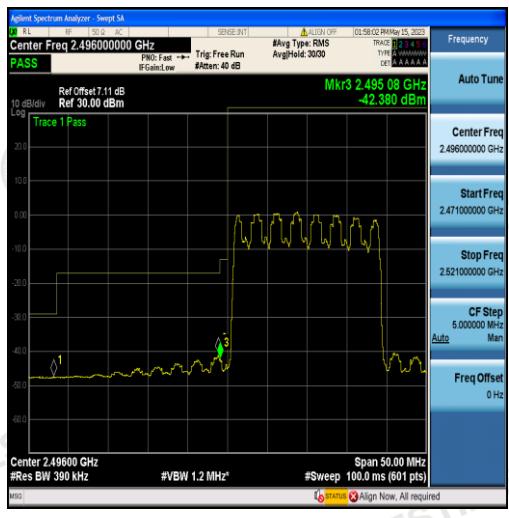 Agilent Spectrum Analyzer - Swept SA
RL RF 50 Ω AC SENSE:INT ALIGN OFF 01:58:02 PM May 15, 2023
Center Freq 2.496000000 GHz
PNO: Fast
IFGain:Low
Trig: Free Run
#Atten: 40 dB
#Avg Type: RMS
Avg|Hold: 30/30
TRACE 1 2 3 4 5 6
TYPE A
DET A A A A A A
PASS
Ref Offset 7.11 dB
Ref 30.00 dBm
10 dB/div
Log
Mkr3 2.495 08 GHz
-42.380 dBm
Trace 1 Pass
20.0
10.0
0.00
-10.0
-20.0
-30.0
-40.0
-50.0
-60.0
1
3
Center 2.49600 GHz
Span 50.00 MHz
#Res BW 390 kHz
#VBW 1.2 MHz*
#Sweep 100.0 ms (601 pts)
MSG
STATUS
Align Now, All required
Frequency
Auto Tune
Center Freq
2.496000000 GHz
Start Freq
2.471000000 GHz
Stop Freq
2.521000000 GHz
CF Step
5.000000 MHz
Auto Man
Freq Offset
0 Hz